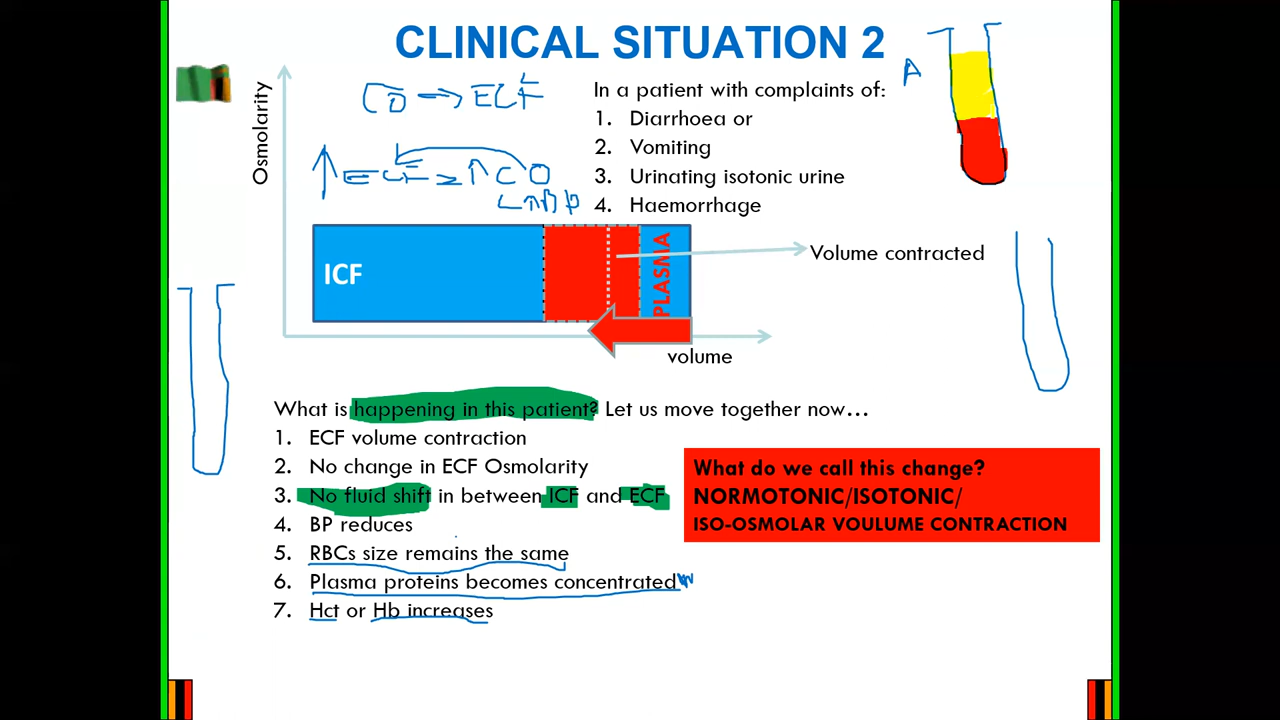 CLINICAL SITUATION 2
Osmolarity
CO → ECF
↑ ECF = ↑ CO
A
In a patient with complaints of:
1. Diarrhoea or
2. Vomiting
3. Urinating isotonic urine
4. Haemorrhage
ICF
PLASMA
Volume contracted
volume
What is happening in this patient? Let us move together now...
1. ECF volume contraction
2. No change in ECF Osmolarity
3. No fluid shift in between ICF and ECF
4. BP reduces
5. RBCs size remains the same
6. Plasma proteins becomes concentrated
7. Hct or Hb increases
What do we call this change?
NORMOTONIC/ISOTONIC/
ISO-OSMOLAR VOULUME CONTRACTION